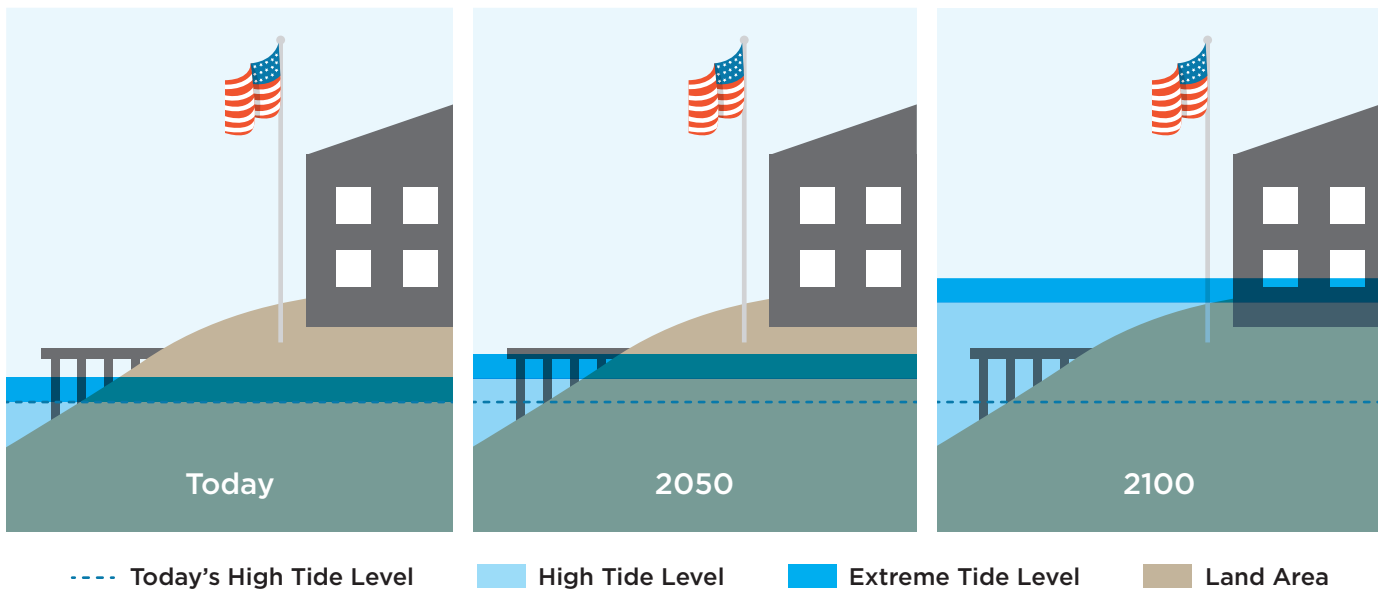 Today
2050
2100
Today's High Tide Level
High Tide Level
Extreme Tide Level
Land Area